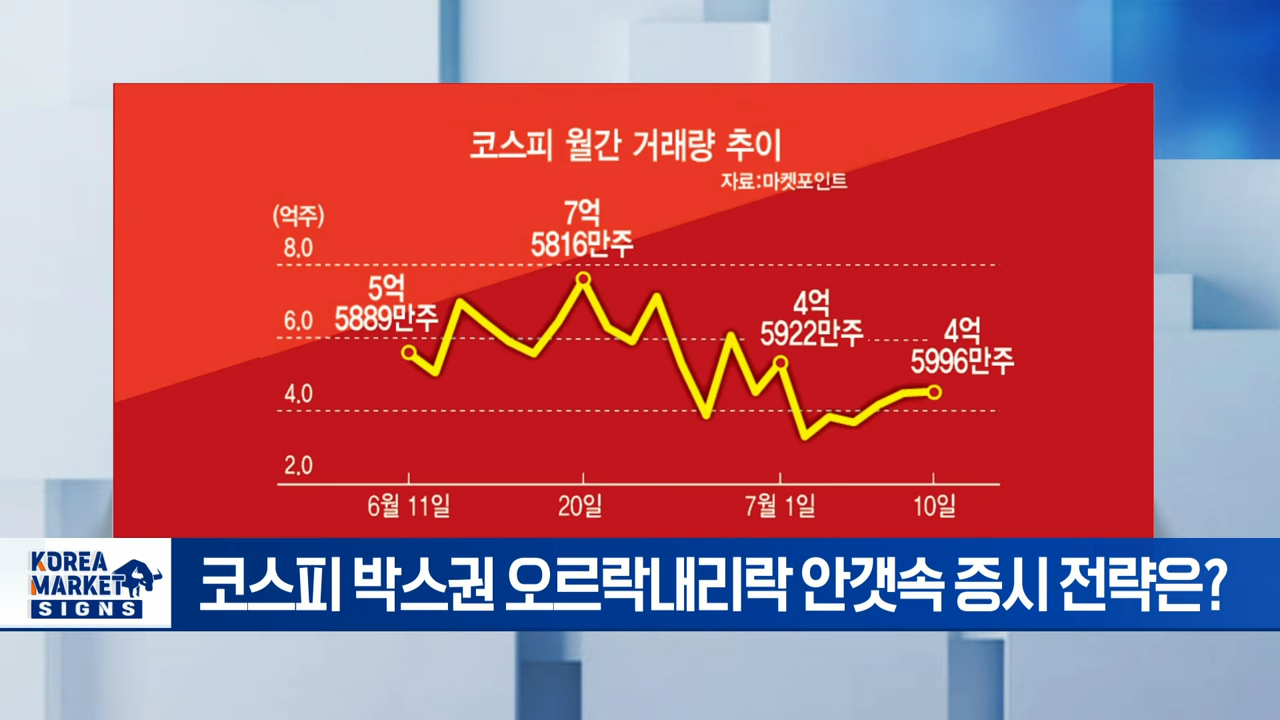 코스피 월간 거래량 추이
자료:마켓포인트
(억주)
8.0
6.0
4.0
2.0
5억
5889만주
7억
5816만주
4억
5922만주
4억
5996만주
6월 11일
20일
7월 1일
10일
KOREA
MARKET
SIGNS
코스피 박스권 오르락내리락 안갯속 증시 전략은?